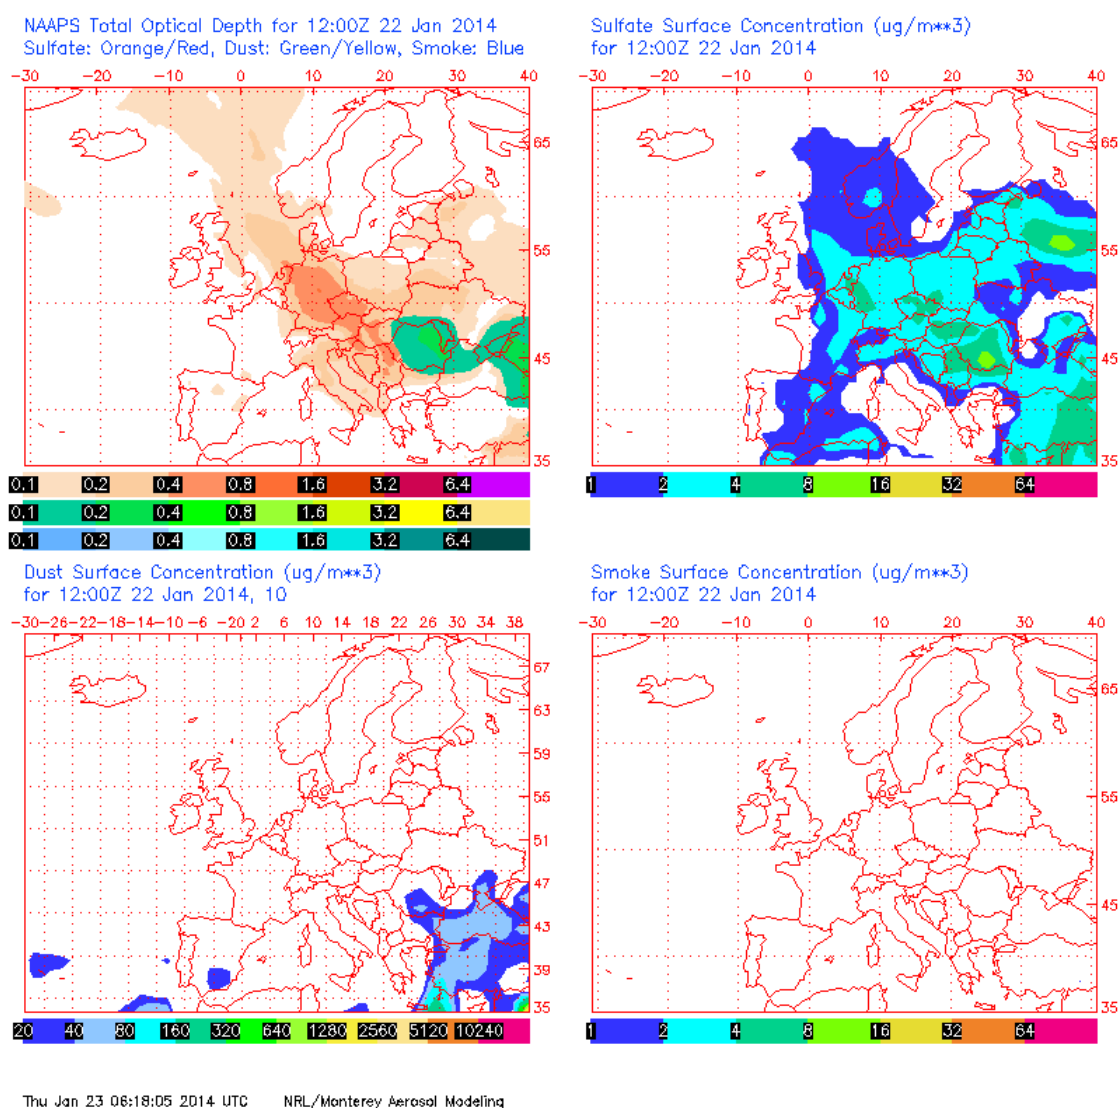 NAAPS Total Optical Depth for 12:00Z 22 Jan 2014
Sulfate: Orange/Red, Dust: Green/Yellow, Smoke: Blue
-30 -20 -10 0 10 20 30 40
65
55
45
35
0.1 0.2 0.4 0.8 1.6 3.2 6.4
0.1 0.2 0.4 0.8 1.6 3.2 6.4
0.1 0.2 0.4 0.8 1.6 3.2 6.4
Sulfate Surface Concentration (ug/m**3)
for 12:00Z 22 Jan 2014
-30 -20 -10 0 10 20 30 40
65
55
45
35
1 2 4 8 16 32 64
Dust Surface Concentration (ug/m**3)
for 12:00Z 22 Jan 2014, 10
-30-26-22-18-14-10 -6 -20 2 6 10 14 18 22 26 30 34 38
67
63
59
55
51
47
43
39
35
20 40 80 160 320 640 1280 2560 5120 10240
Smoke Surface Concentration (ug/m**3)
for 12:00Z 22 Jan 2014
-30 -20 -10 0 10 20 30 40
65
55
45
35
1 2 4 8 16 32 64
Thu Jan 23 06:18:05 2014 UTC NRL/Monterey Aerosol Modeling